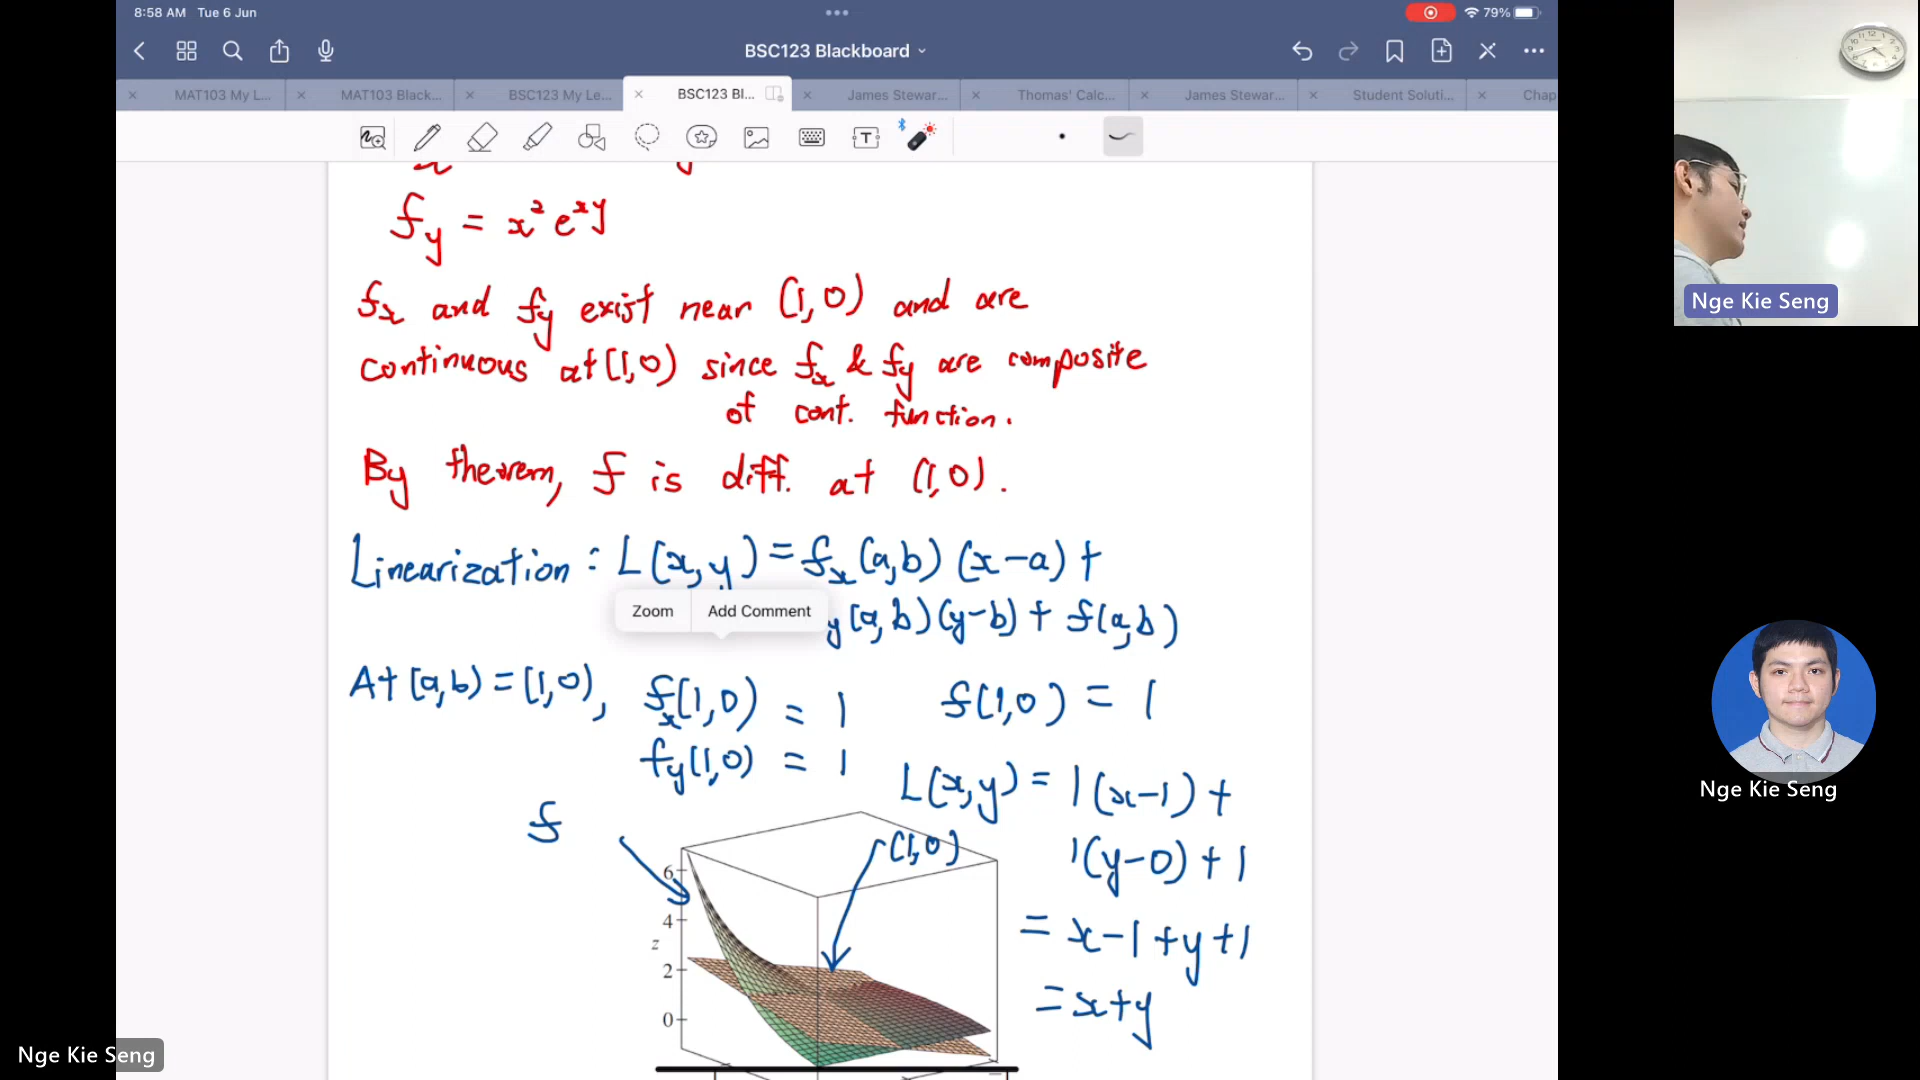 8:58 AM Tue 6 Jun
79%
BSC123 Blackboard
MAT103 My L...
MAT103 Black...
BSC123 My Le...
BSC123 Bl...
James Stewar...
Thomas' Calc...
James Stewar...
Student Soluti...
Chap
f_y = x² e^{xy}
f_x and f_y exist near (1,0) and are
continuous at (1,0) since f_x & f_y are composite
of cont. function.
By theorem, f is diff. at (1,0).
Linearization: L(x,y) = f_x(a,b)(x-a)+
y(a,b)(y-b) + f(a,b)
Zoom
Add Comment
At (a,b) = (1,0), f_x(1,0) = 1 f(1,0) = 1
f_y(1,0) = 1
L(x,y) = 1(x-1)+
1(y-0)+1
= x-1+y+1
= x+y
f
(1,0)
6
4
z
2
0
Nge Kie Seng
Nge Kie Seng
Nge Kie Seng